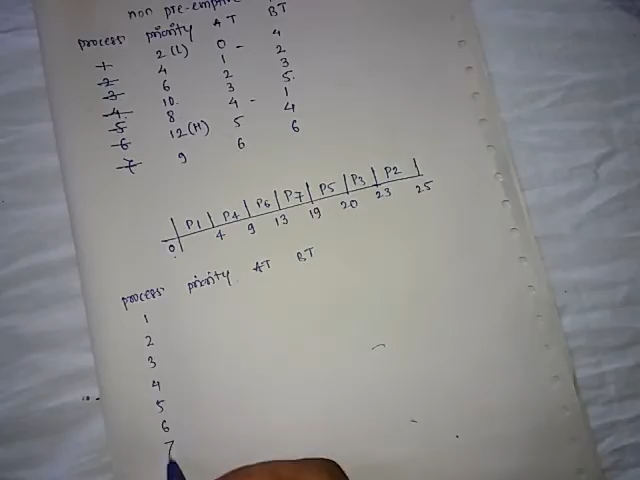 non pre-emptive
process priority AT BT
1 2(L) 0 - 4
2 4 1 2
3 6 2 3
4 10. 3 5.
5 8 4 - 1
6 12(H) 5 4
7 9 6 6
P1 P4 P6 P7 P5 P3 P2
0 4 9 13 19 20 23 25
process priority AT BT
1
2
3
4
5
6
7